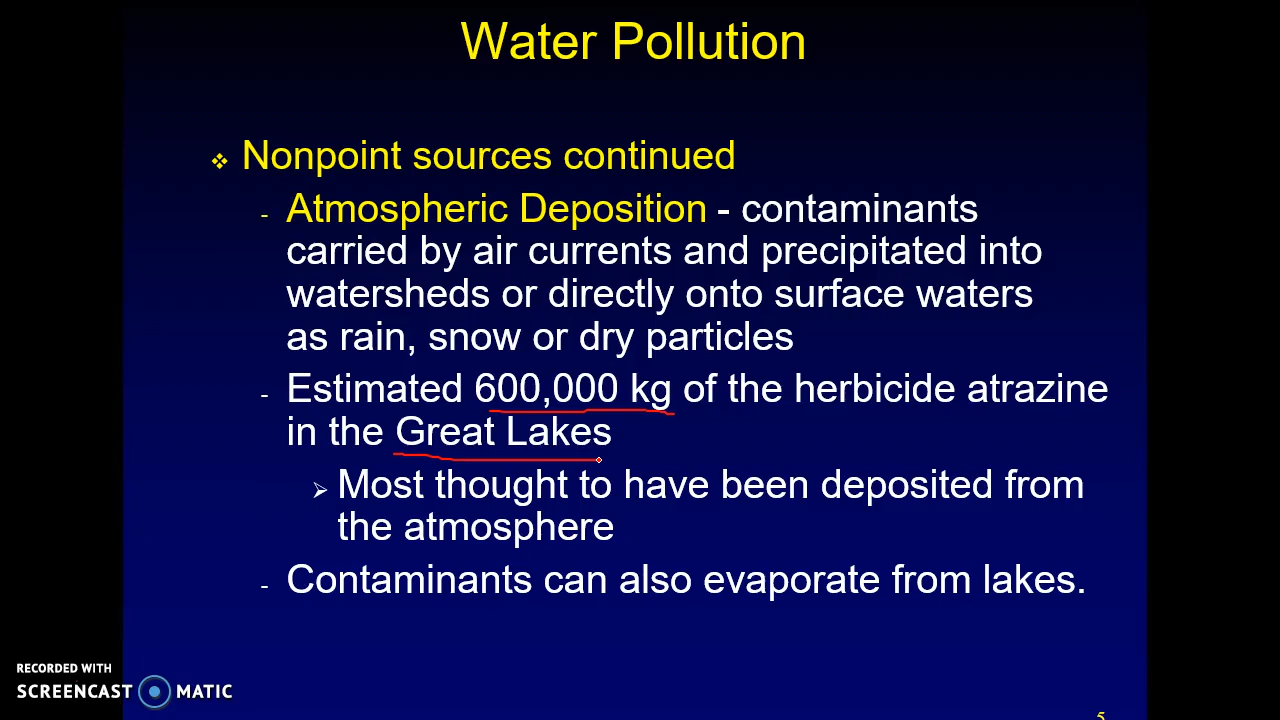 Water Pollution
❖ Nonpoint sources continued
- Atmospheric Deposition - contaminants
carried by air currents and precipitated into
watersheds or directly onto surface waters
as rain, snow or dry particles
- Estimated 600,000 kg of the herbicide atrazine
in the Great Lakes
➢ Most thought to have been deposited from
the atmosphere
- Contaminants can also evaporate from lakes.
RECORDED WITH
SCREENCAST MATIC
5